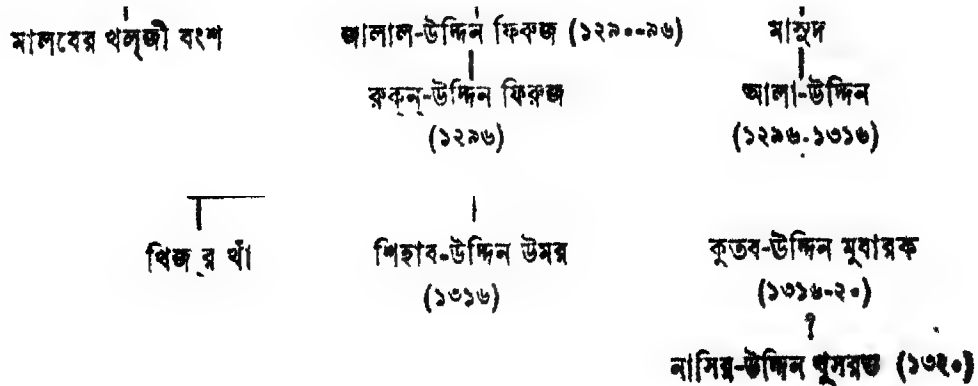 মালবের খল্‌জী বংশ জালাল-উদ্দিন ফিরুজ (১২৯০-৯৬) মাসুদ
রুকন্‌-উদ্দিন ফিরুজ আলা-উদ্দিন
(১২৯৬) (১২৯৬-১৩১৬)
খিজ্‌র খাঁ শিহাব-উদ্দিন উমর কুতব-উদ্দিন মুবারক
(১৩১৬) (১৩১৬-২০)
?
নাসির-উদ্দিন খুসরও (১৩২০)